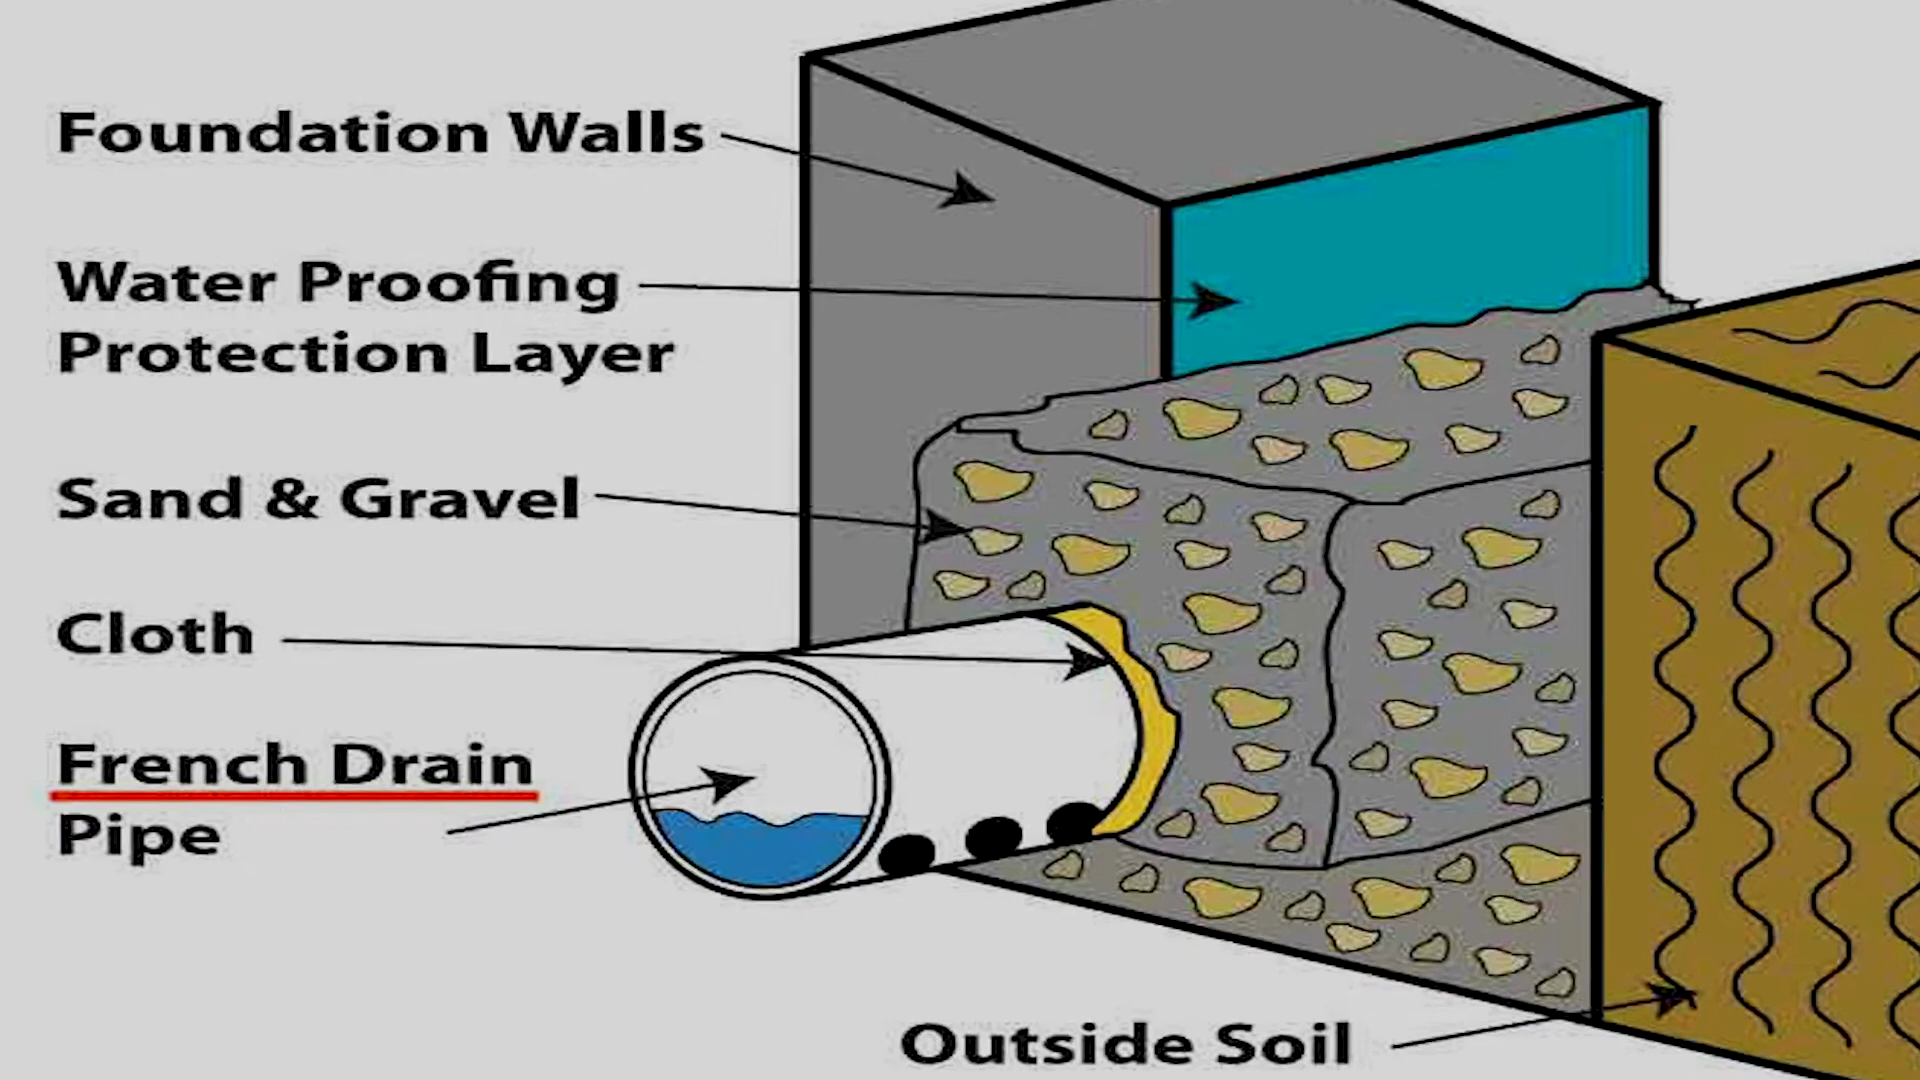 Foundation Walls
Water Proofing
Protection Layer
Sand & Gravel
Cloth
French Drain
Pipe
Outside Soil